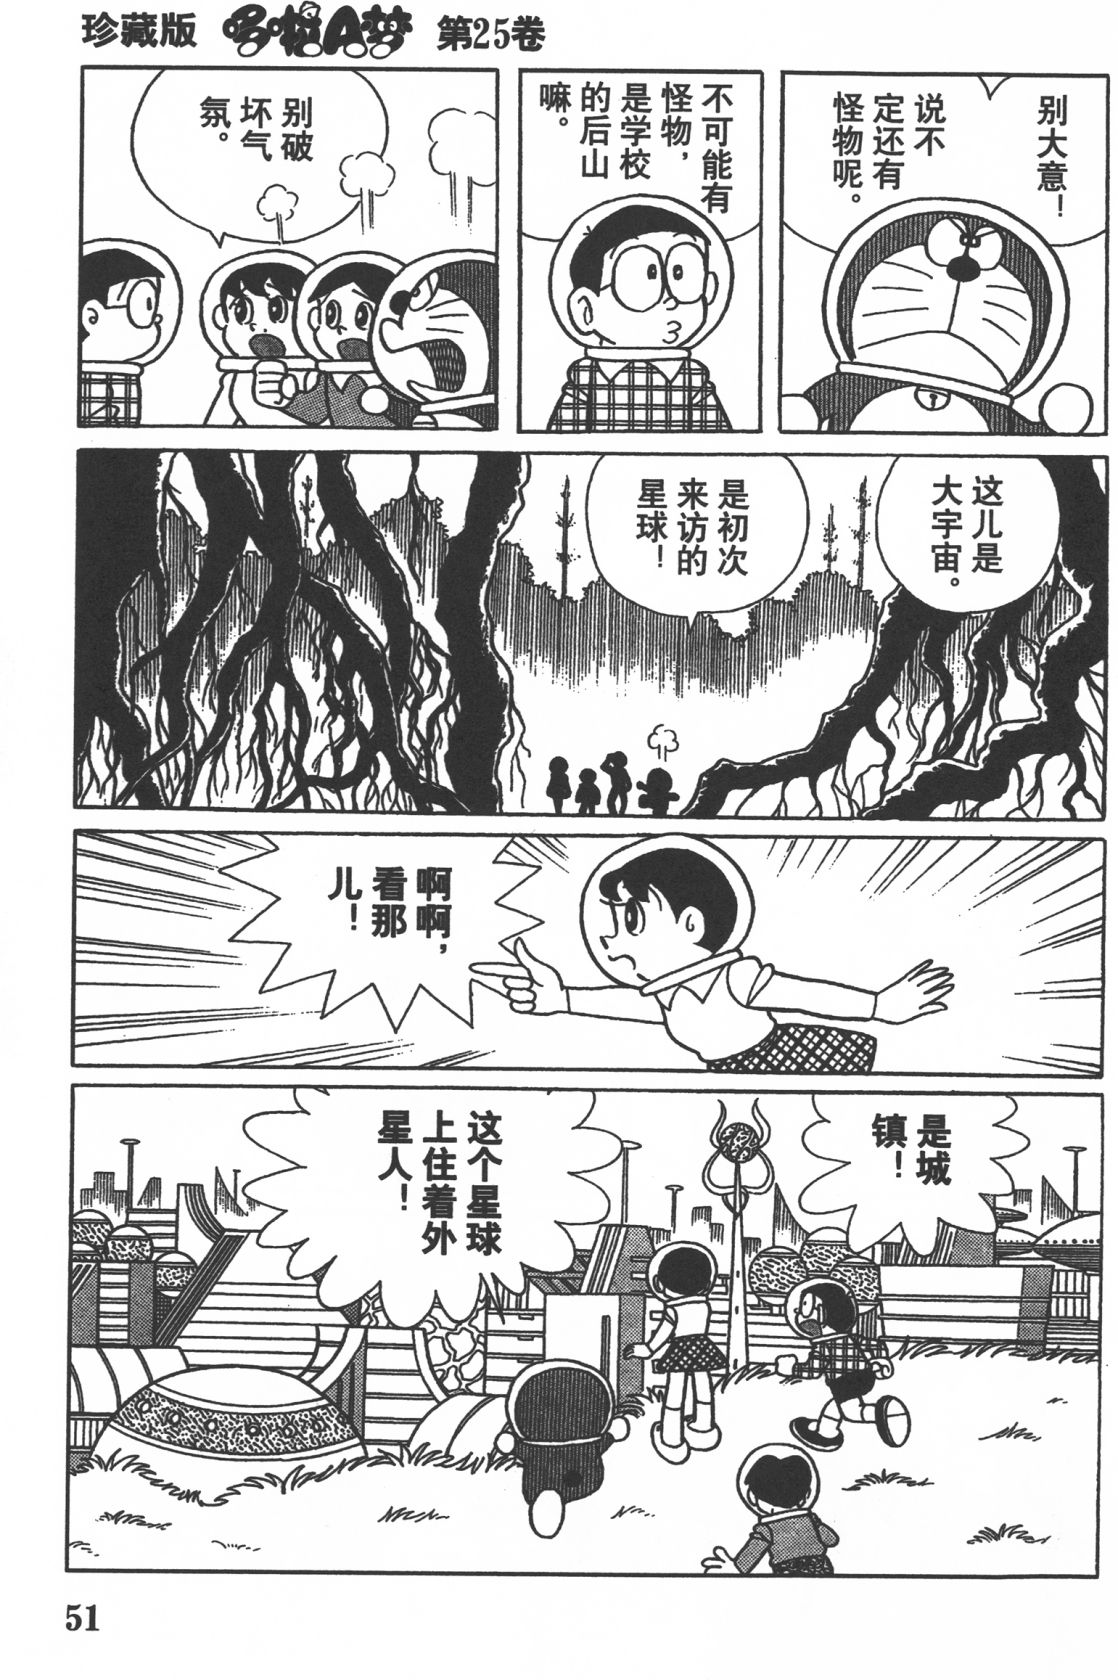 珍藏版 哆啦A梦 第25卷
别大意！
说不
定还有
怪物呢。
不可能有
怪物，
是学校
的后山
嘛。
别破
坏气
氛。
这儿是
大宇宙。
是初次
来访的
星球！
啊啊，
看那
儿！
是城
镇！
这个星球
上住着外
星人！
51